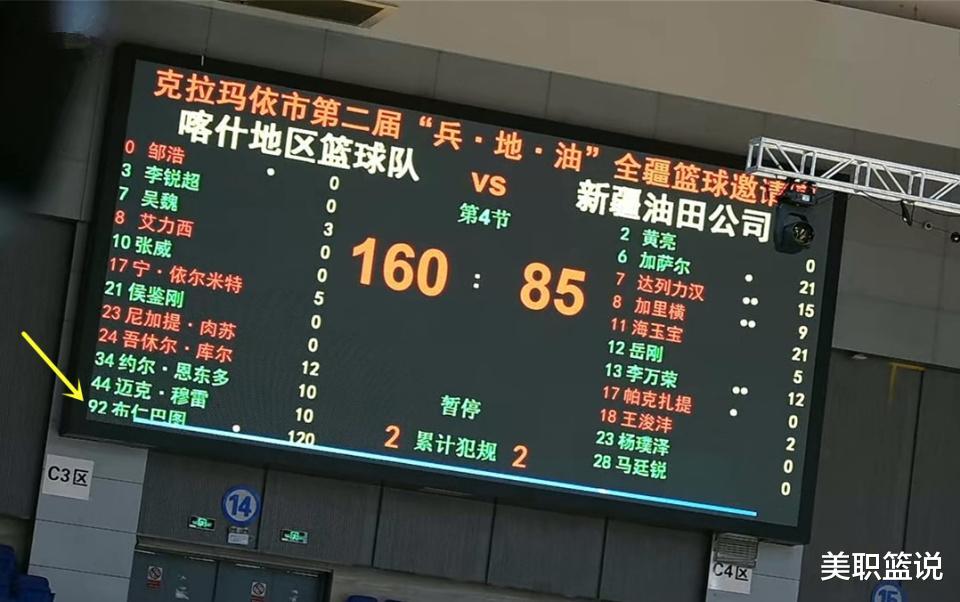 克拉玛依市第二届“兵·地·油”全疆篮球邀请
喀什地区篮球队
VS
新疆油田公司
第4节
160 : 85
暂停
2 累计犯规 2
0 邹浩 0
3 李锐超 0
7 吴魏 3
8 艾力西 0
10 张威 0
17 宁·依尔米特 5
21 侯鉴刚 0
23 尼加提·肉苏 0
24 吾休尔·库尔 12
34 约尔·恩东多 10
44 迈克·穆雷 10
92 布仁巴图 120
2 黄亮 0
6 加萨尔 21
7 达列力汉 15
8 加里横 9
11 海玉宝 21
12 岳刚 5
13 李万荣 12
17 帕克扎提 0
18 王浚沣 2
23 杨璞泽 0
28 马廷锐 0
C3区
14
C4区
15
美职篮说